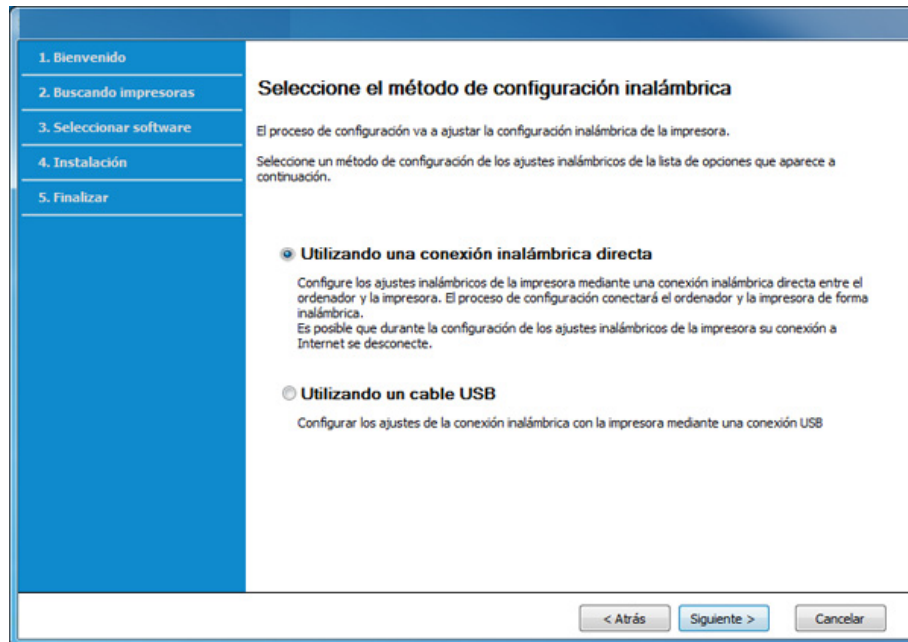 1. Bienvenido
2. Buscando impresoras
3. Seleccionar software
4. Instalación
5. Finalizar
Seleccione el método de configuración inalámbrica
El proceso de configuración va a ajustar la configuración inalámbrica de la impresora.
Seleccione un método de configuración de los ajustes inalámbricos de la lista de opciones que aparece a
continuación.
Utilizando una conexión inalámbrica directa
Configure los ajustes inalámbricos de la impresora mediante una conexión inalámbrica directa entre el
ordenador y la impresora. El proceso de configuración conectará el ordenador y la impresora de forma
inalámbrica.
Es posible que durante la configuración de los ajustes inalámbricos de la impresora su conexión a
Internet se desconecte.
Utilizando un cable USB
Configurar los ajustes de la conexión inalámbrica con la impresora mediante una conexión USB
< Atrás
Siguiente >
Cancelar